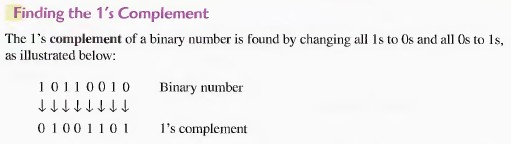 Finding the 1's Complement
The 1's complement of a binary number is found by changing all 1s to 0s and all 0s to 1s,
as illustrated below:
1 0 1 1 0 0 1 0 Binary number
↓ ↓ ↓ ↓ ↓ ↓ ↓ ↓
0 1 0 0 1 1 0 1 1's complement